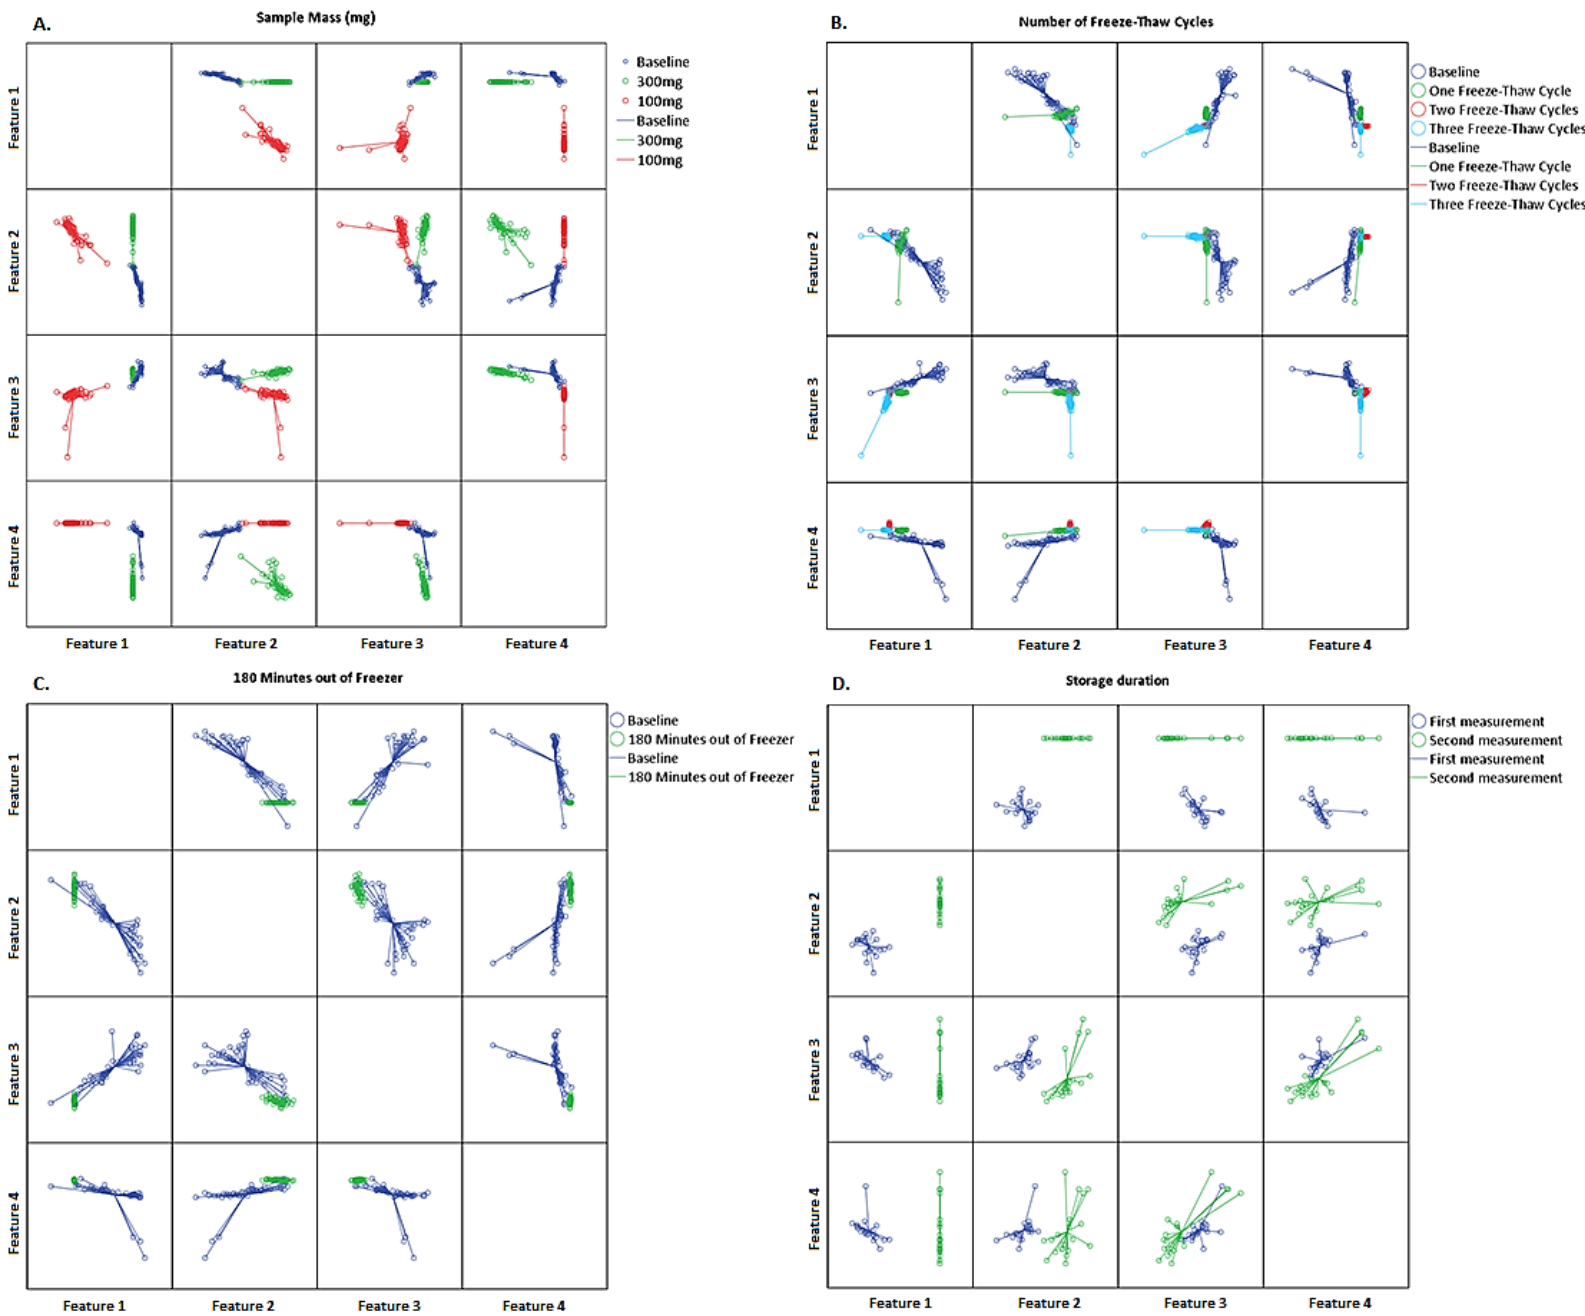 A.
Sample Mass (mg)
Feature 1
Feature 2
Feature 3
Feature 4
Feature 1
Feature 2
Feature 3
Feature 4
Baseline
300mg
100mg
Baseline
300mg
100mg
B.
Number of Freeze-Thaw Cycles
Feature 1
Feature 2
Feature 3
Feature 4
Feature 1
Feature 2
Feature 3
Feature 4
Baseline
One Freeze-Thaw Cycle
Two Freeze-Thaw Cycles
Three Freeze-Thaw Cycles
Baseline
One Freeze-Thaw Cycle
Two Freeze-Thaw Cycles
Three Freeze-Thaw Cycles
C.
180 Minutes out of Freezer
Feature 1
Feature 2
Feature 3
Feature 4
Feature 1
Feature 2
Feature 3
Feature 4
Baseline
180 Minutes out of Freezer
Baseline
180 Minutes out of Freezer
D.
Storage duration
Feature 1
Feature 2
Feature 3
Feature 4
Feature 1
Feature 2
Feature 3
Feature 4
First measurement
Second measurement
First measurement
Second measurement